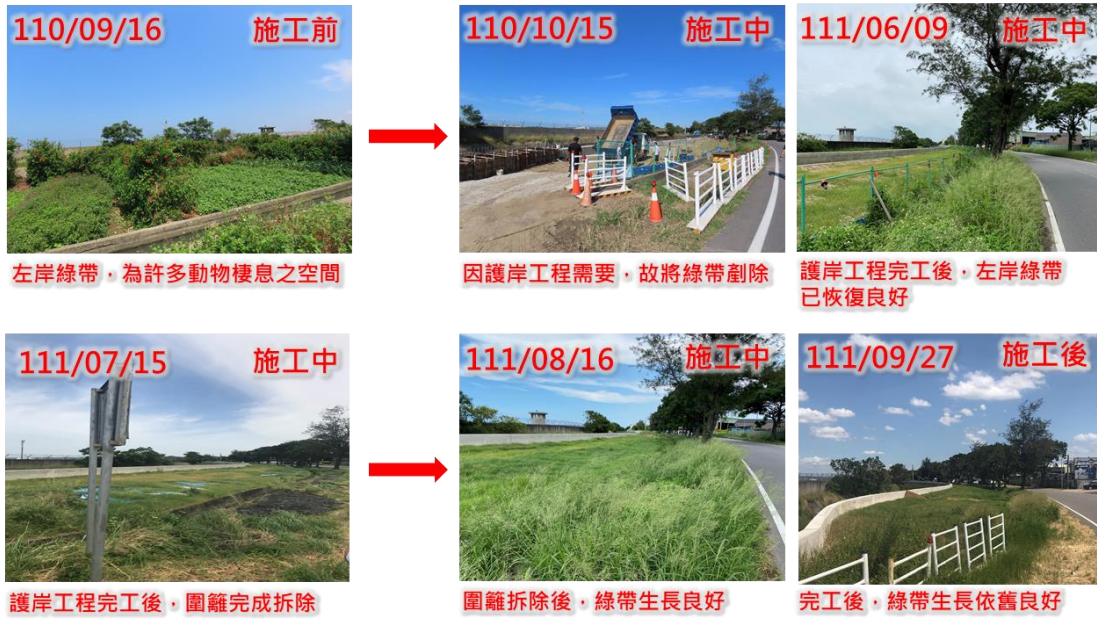 110/09/16 施工前
110/10/15 施工中
111/06/09 施工中
左岸綠帶，為許多動物棲息之空間
因護岸工程需要，故將綠帶剷除
護岸工程完工後，左岸綠帶
已恢復良好
111/07/15 施工中
111/08/16 施工中
111/09/27 施工後
護岸工程完工後，圍籬完成拆除
圍籬拆除後，綠帶生長良好
完工後，綠帶生長依舊良好